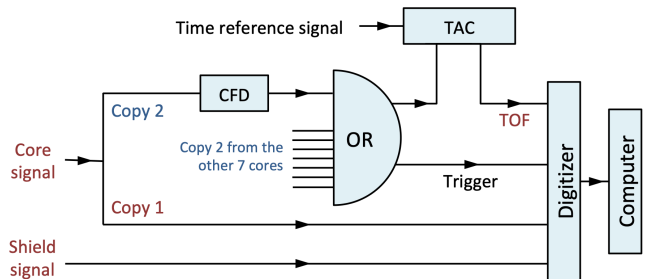 Time reference signal
TAC
CFD
Copy 2
OR
TOF
Copy 2 from the
other 7 cores
Core
signal
Trigger
Copy 1
Shield
signal
Digitizer
Computer